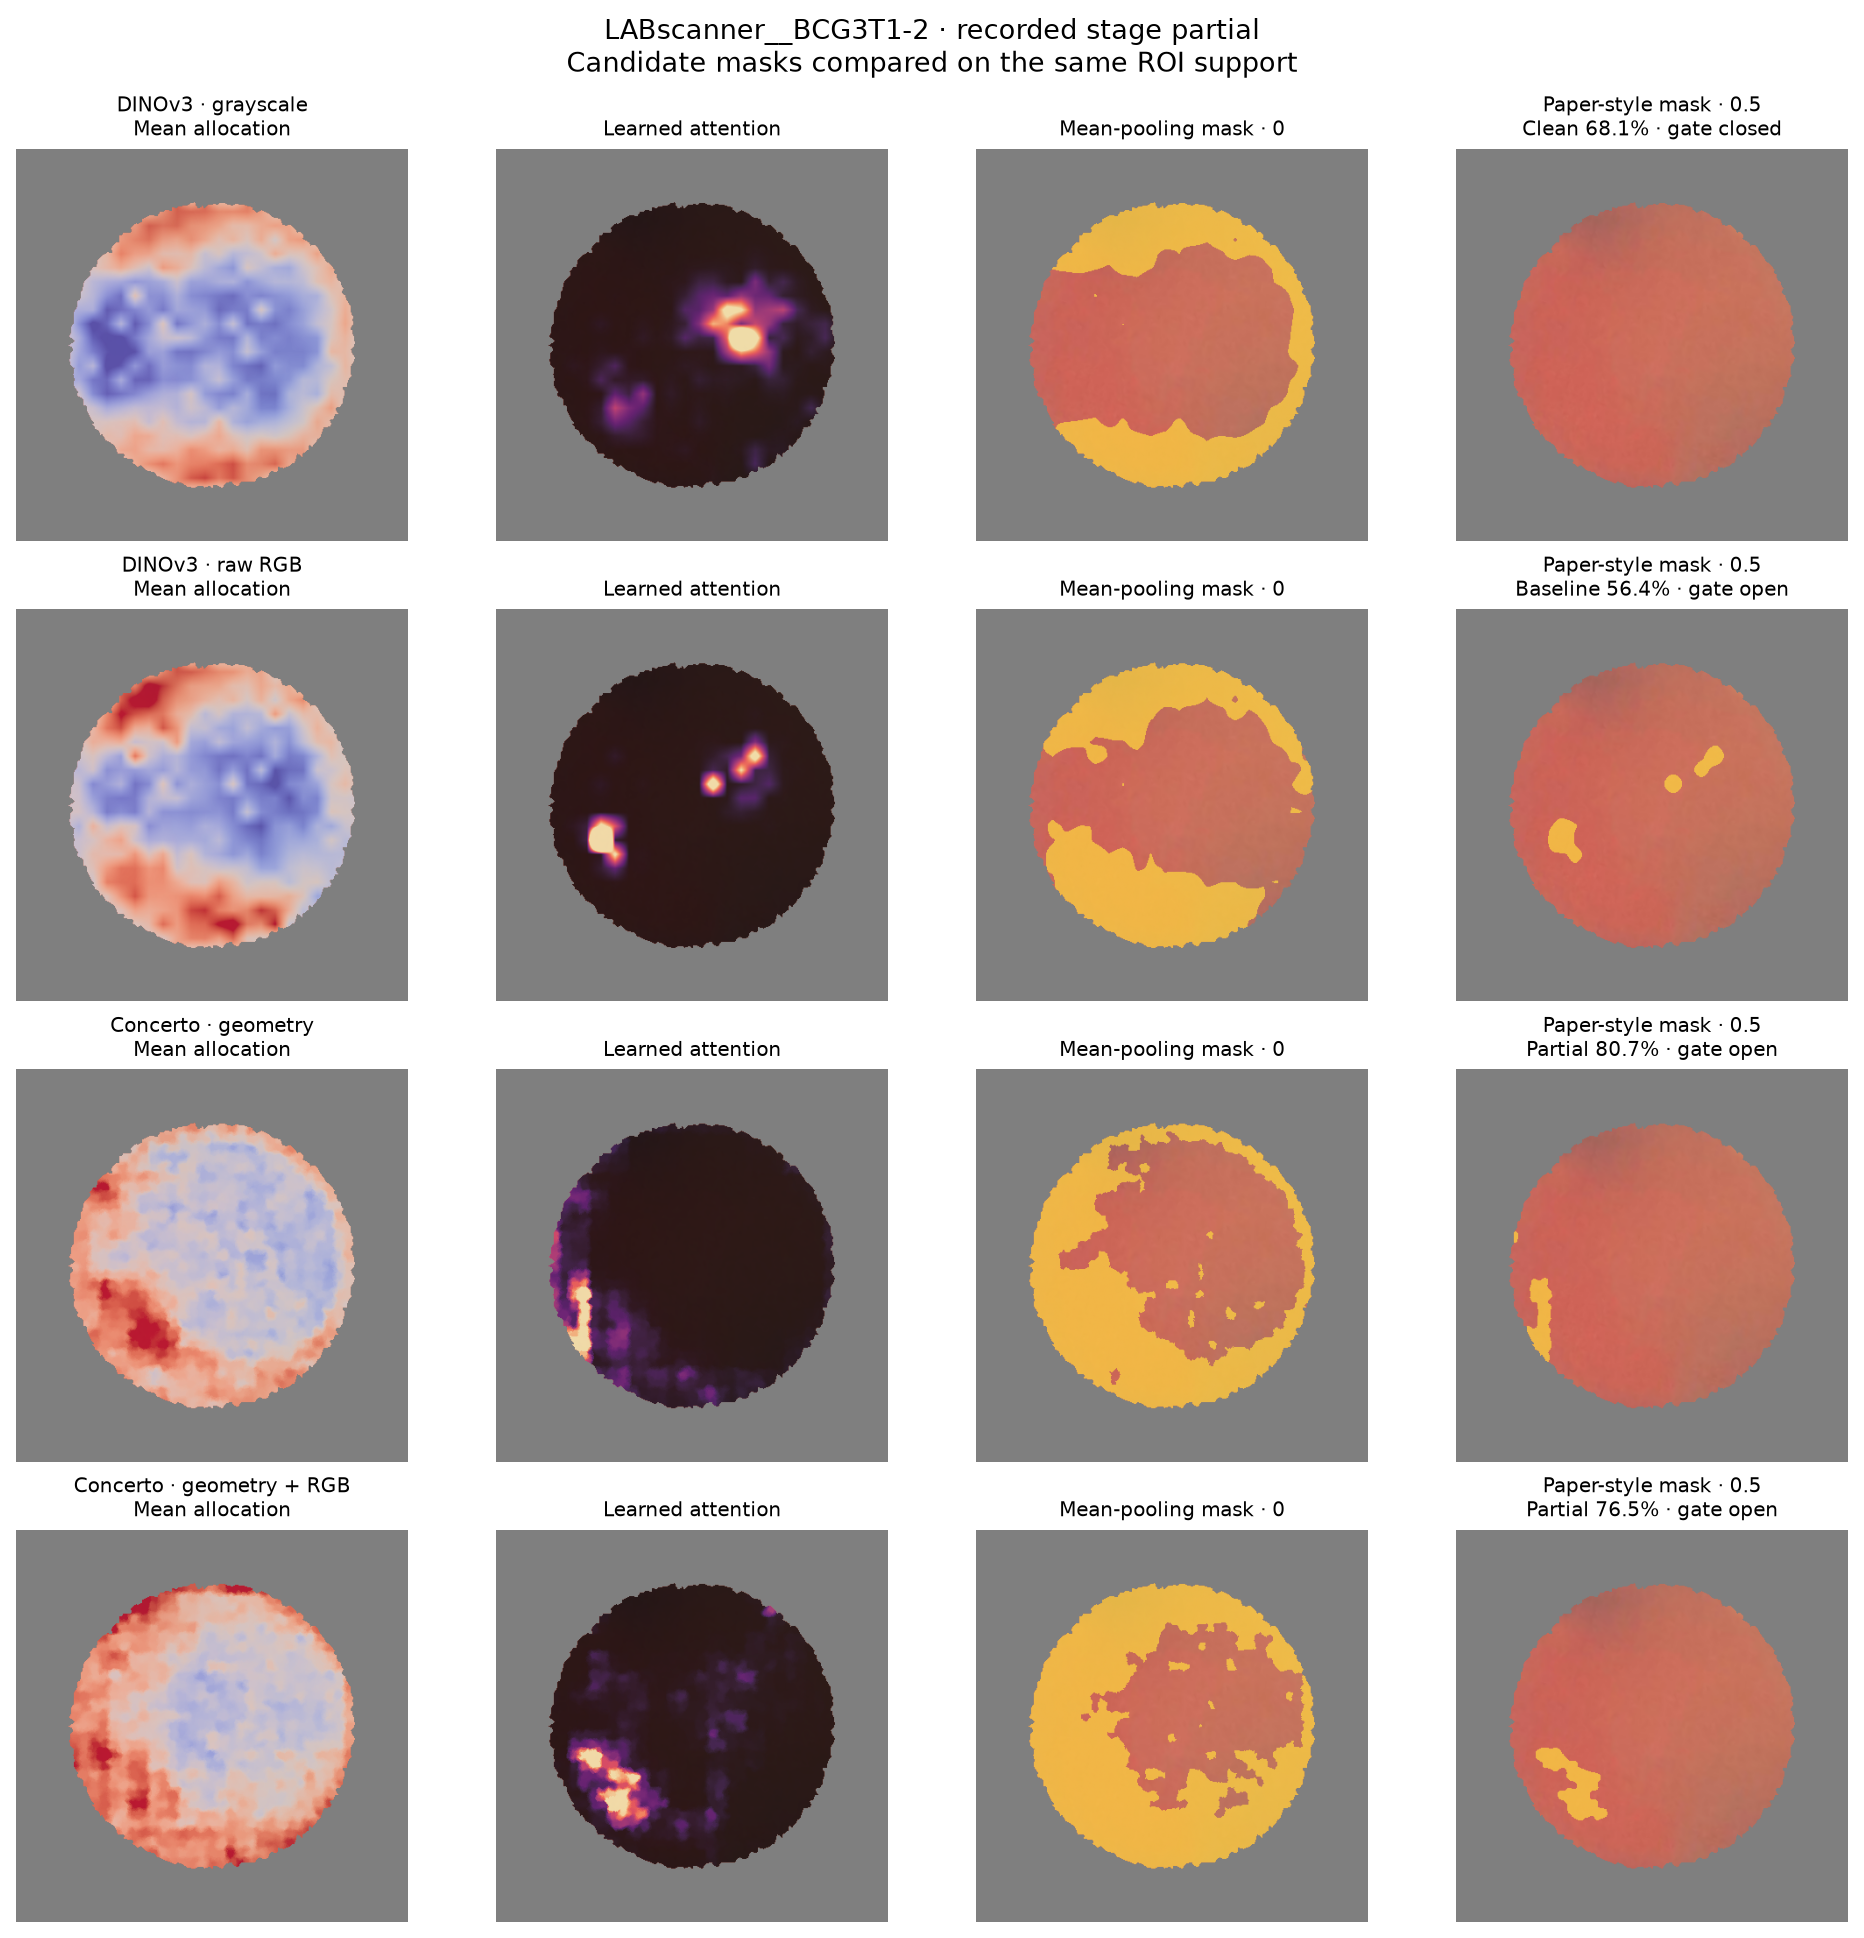 LABscanner__BCG3T1-2 · recorded stage partial
Candidate masks compared on the same ROI support
DINOv3 · grayscale
Mean allocation
Learned attention
Mean-pooling mask · 0
Paper-style mask · 0.5
Clean 68.1% · gate closed
DINOv3 · raw RGB
Mean allocation
Learned attention
Mean-pooling mask · 0
Paper-style mask · 0.5
Baseline 56.4% · gate open
Concerto · geometry
Mean allocation
Learned attention
Mean-pooling mask · 0
Paper-style mask · 0.5
Partial 80.7% · gate open
Concerto · geometry + RGB
Mean allocation
Learned attention
Mean-pooling mask · 0
Paper-style mask · 0.5
Partial 76.5% · gate open